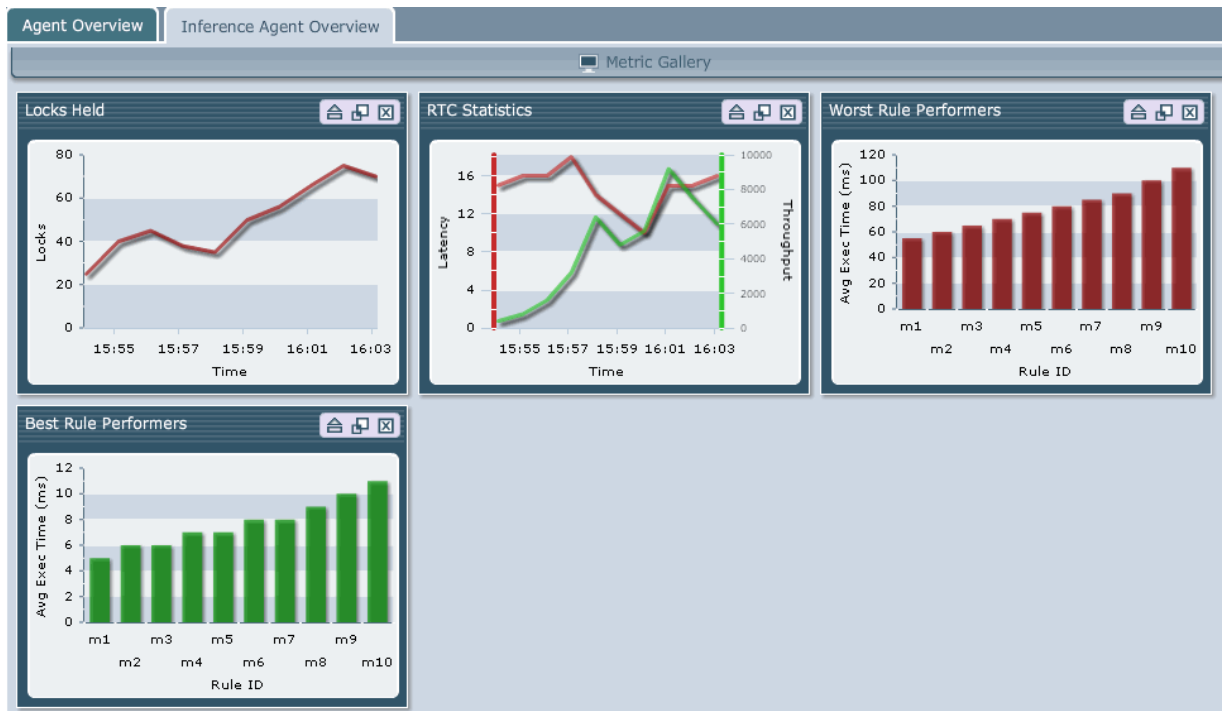 Agent Overview
Inference Agent Overview
Metric Gallery
Locks Held
80
60
40
20
0
Locks
15:55 15:57 15:59 16:01 16:03
Time
RTC Statistics
16
12
8
4
0
Latency
10000
8000
6000
4000
2000
0
Throughput
15:55 15:57 15:59 16:01 16:03
Time
Worst Rule Performers
120
100
80
60
40
20
0
Avg Exec Time (ms)
m1 m3 m5 m7 m9
m2 m4 m6 m8 m10
Rule ID
Best Rule Performers
12
10
8
6
4
2
0
Avg Exec Time (ms)
m1 m3 m5 m7 m9
m2 m4 m6 m8 m10
Rule ID